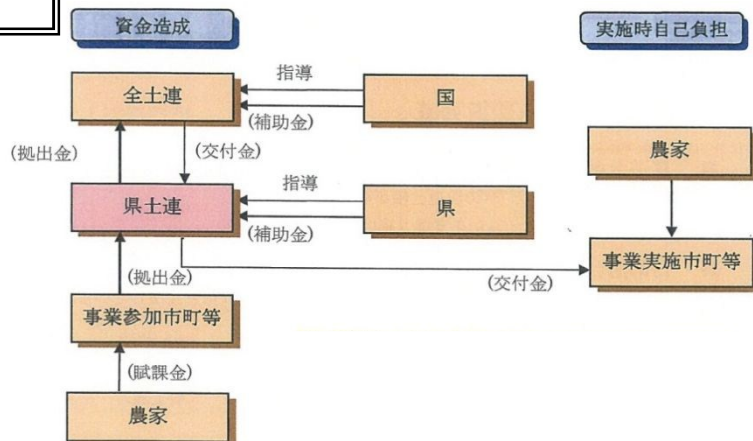 資金造成
実施時自己負担
全土連
指導
国
(補助金)
(拠出金)
(交付金)
農家
県土連
指導
県
(補助金)
(拠出金)
(交付金)
事業実施市町等
事業参加市町等
(賦課金)
農家